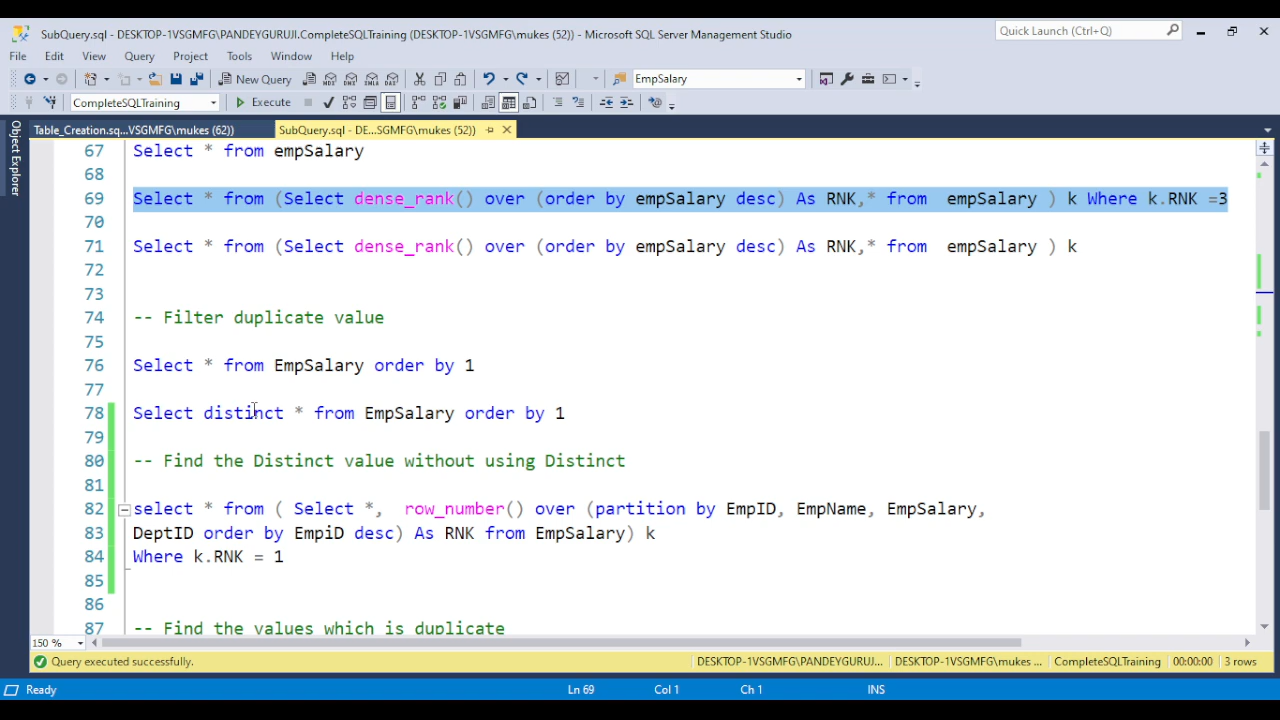 SubQuery.sql - DESKTOP-1VSGMFG\PANDEYGURUJI.CompleteSQLTraining (DESKTOP-1VSGMFG\mukes (52)) - Microsoft SQL Server Management Studio
Quick Launch (Ctrl+Q)
File Edit View Query Project Tools Window Help
New Query
EmpSalary
CompleteSQLTraining
Execute
Object Explorer
Table_Creation.sq...VSGMFG\mukes (62))
SubQuery.sql - DE...SGMFG\mukes (52))
67 Select * from empSalary
68
69 Select * from (Select dense_rank() over (order by empSalary desc) As RNK,* from empSalary ) k Where k.RNK =3
70
71 Select * from (Select dense_rank() over (order by empSalary desc) As RNK,* from empSalary ) k
72
73
74 -- Filter duplicate value
75
76 Select * from EmpSalary order by 1
77
78 Select distinct * from EmpSalary order by 1
79
80 -- Find the Distinct value without using Distinct
81
82 select * from ( Select *, row_number() over (partition by EmpID, EmpName, EmpSalary,
83 DeptID order by EmpiD desc) As RNK from EmpSalary) k
84 Where k.RNK = 1
85
86
87 -- Find the values which is duplicate
150 %
Query executed successfully.
DESKTOP-1VSGMFG\PANDEYGURUJ... DESKTOP-1VSGMFG\mukes ... CompleteSQLTraining 00:00:00 3 rows
Ready Ln 69 Col 1 Ch 1 INS